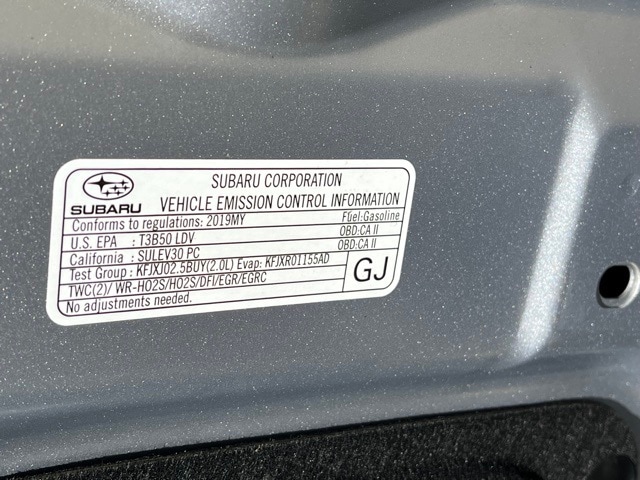 SUBARU CORPORATION
SUBARU
VEHICLE EMISSION CONTROL INFORMATION
Conforms to regulations: 2019MY Fuel:Gasoline
U.S. EPA : T3B50 LDV OBD:CA II
California : SULEV30 PC OBD:CA II
Test Group : KFJXJ02.5BUY(2.0L) Evap: KFJXR01155AD
TWC(2)/ WR-HO2S/HO2S/DFI/EGR/EGRC
GJ
No adjustments needed.